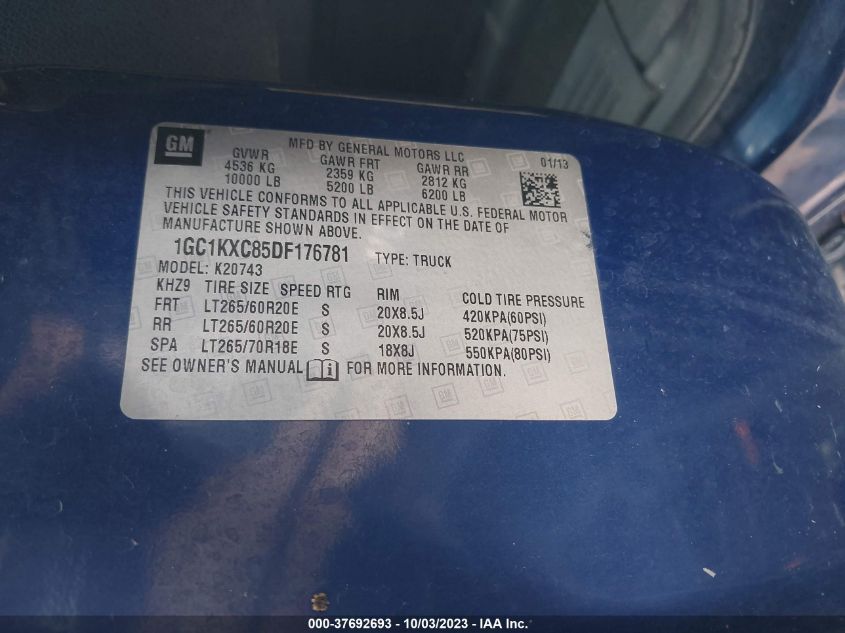 GM
MFD BY GENERAL MOTORS LLC
01/13
GVWR GAWR FRT GAWR RR
4536 KG 2359 KG 2812 KG
10000 LB 5200 LB 6200 LB
THIS VEHICLE CONFORMS TO ALL APPLICABLE U.S. FEDERAL MOTOR
VEHICLE SAFETY STANDARDS IN EFFECT ON THE DATE OF
MANUFACTURE SHOWN ABOVE.
1GC1KXC85DF176781 TYPE: TRUCK
MODEL: K20743
KHZ9 TIRE SIZE SPEED RTG RIM COLD TIRE PRESSURE
FRT LT265/60R20E S 20X8.5J 420KPA(60PSI)
RR LT265/60R20E S 20X8.5J 520KPA(75PSI)
SPA LT265/70R18E S 18X8J 550KPA(80PSI)
SEE OWNER'S MANUAL FOR MORE INFORMATION.
000-37692693 - 10/03/2023 - IAA Inc.